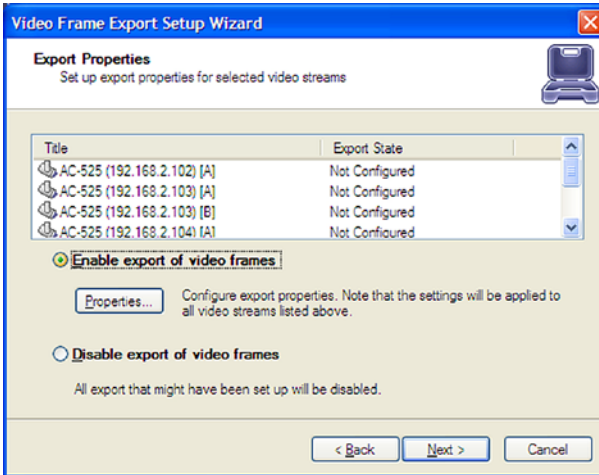 Video Frame Export Setup Wizard
Export Properties
Set up export properties for selected video streams
Title Export State
AC-525 (192.168.2.102) [A] Not Configured
AC-525 (192.168.2.103) [A] Not Configured
AC-525 (192.168.2.103) [B] Not Configured
AC-525 (192.168.2.104) [A] Not Configured
Enable export of video frames
Properties... Configure export properties. Note that the settings will be applied to
all video streams listed above.
Disable export of video frames
All export that might have been set up will be disabled.
< Back Next > Cancel